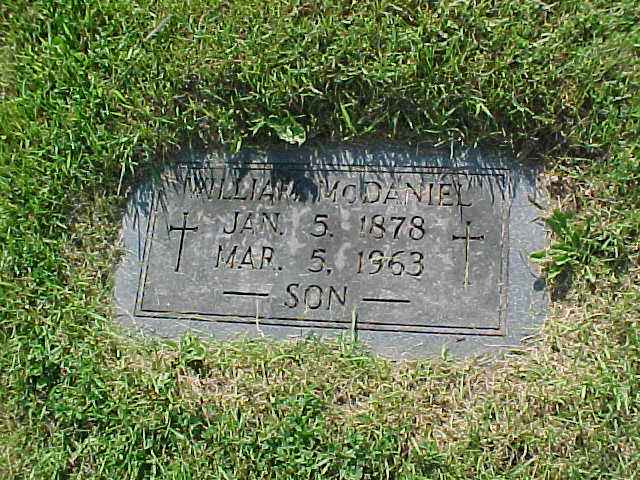 WILLIAM McDANIEL
JAN. 5, 1878
MAR. 5, 1963
SON